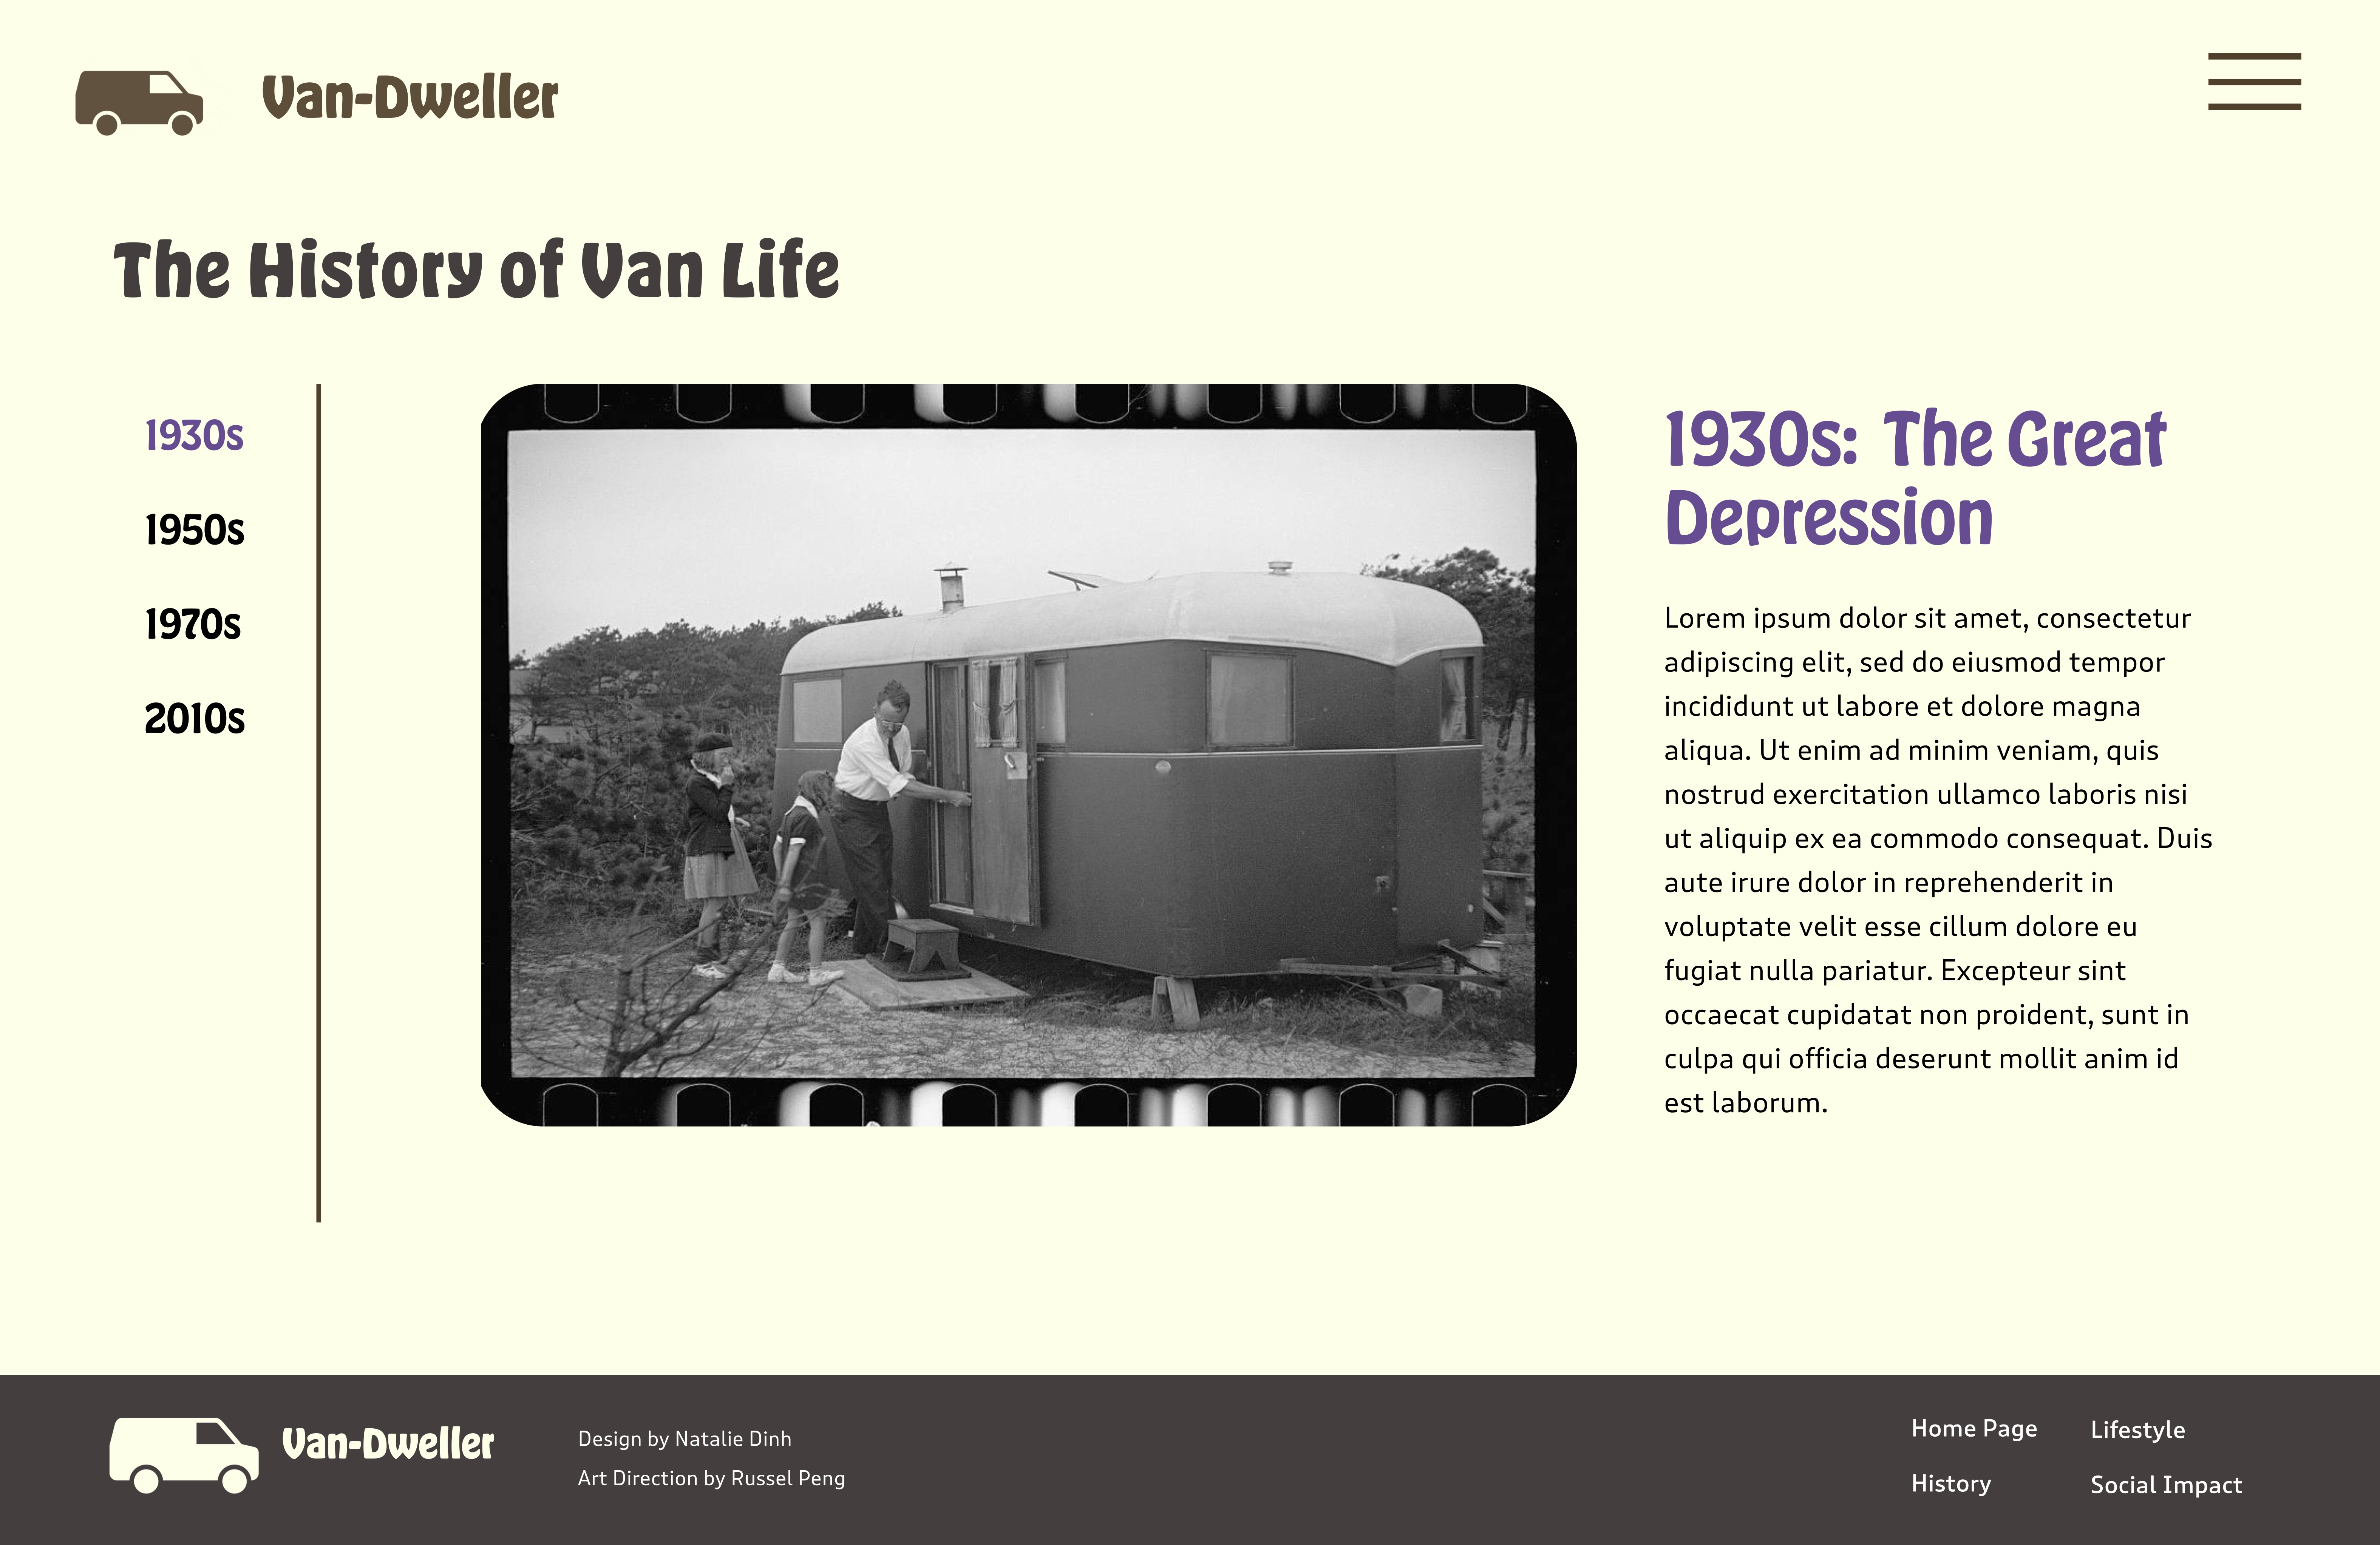 Van-Dweller
The History of Van Life
1930s
1950s
1970s
2010s
1930s: The Great
Depression
Lorem ipsum dolor sit amet, consectetur
adipiscing elit, sed do eiusmod tempor
incididunt ut labore et dolore magna
aliqua. Ut enim ad minim veniam, quis
nostrud exercitation ullamco laboris nisi
ut aliquip ex ea commodo consequat. Duis
aute irure dolor in reprehenderit in
voluptate velit esse cillum dolore eu
fugiat nulla pariatur. Excepteur sint
occaecat cupidatat non proident, sunt in
culpa qui officia deserunt mollit anim id
est laborum.
Van-Dweller
Design by Natalie Dinh
Art Direction by Russel Peng
Home Page
History
Lifestyle
Social Impact